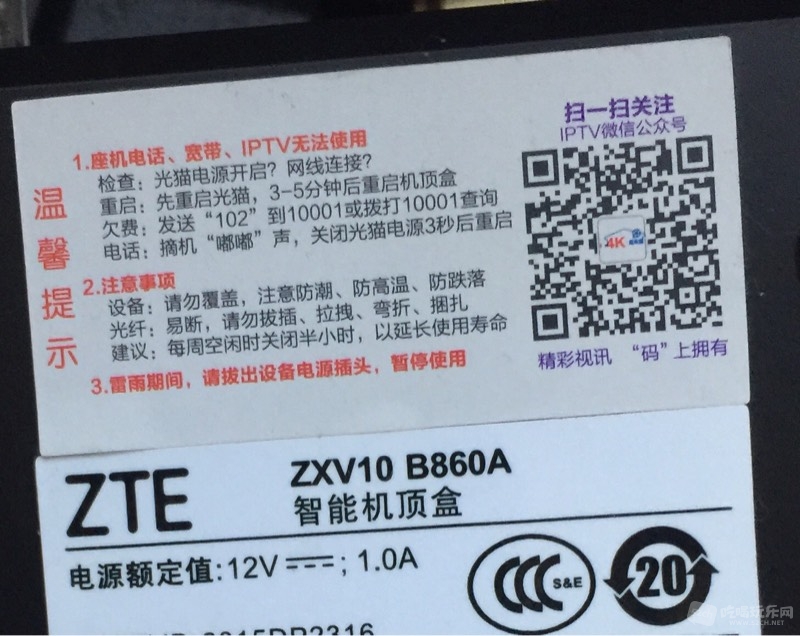 温馨提示
1.座机电话、宽带、IPTV无法使用
检查：光猫电源开启？网线连接？
重启：先重启光猫，3-5分钟后重启机顶盒
欠费：发送“102”到10001或拨打10001查询
电话：摘机“嘟嘟”声，关闭光猫电源3秒后重启
2.注意事项
设备：请勿覆盖，注意防潮、防高温、防跌落
光纤：易断，请勿拔插、拉拽、弯折、捆扎
建议：每周空闲时关闭半小时，以延长使用寿命
3.雷雨期间，请拔出设备电源插头，暂停使用
扫一扫关注
IPTV微信公众号
4K
精彩视讯 “码”上拥有
ZTE
ZXV10 B860A
智能机顶盒
电源额定值:12V ⎓; 1.0A
CCC S&E
20
2015DP2316